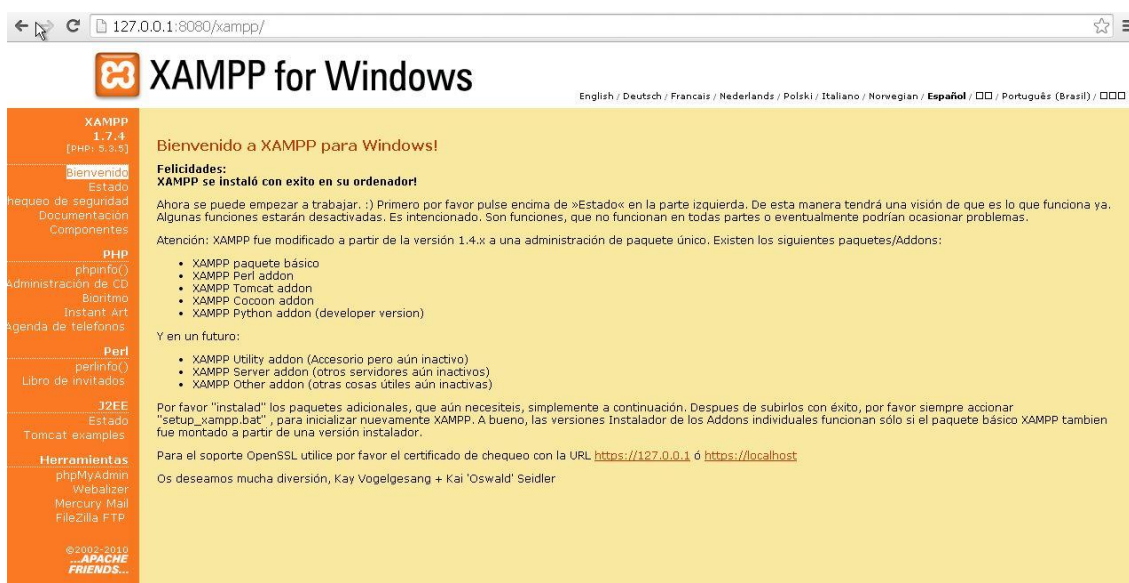 127.0.0.1:8080/xampp/
XAMPP for Windows
English / Deutsch / Francais / Nederlands / Polski / Italiano / Norwegian / Español / □□ / Português (Brasil) / □□□
XAMPP
1.7.4
[PHP: 5.3.5]
Bienvenido
Estado
hequeo de seguridad
Documentación
Componentes
PHP
phpinfo()
Administración de CD
Bioritmo
Instant Art
Agenda de telefonos
Perl
perlinfo()
Libro de invitados
J2EE
Estado
Tomcat examples
Herramientas
phpMyAdmin
Webalizer
Mercury Mail
FileZilla FTP
©2002-2010
...APACHE
FRIENDS...
Bienvenido a XAMPP para Windows!
Felicidades:
XAMPP se instaló con exito en su ordenador!
Ahora se puede empezar a trabajar. :) Primero por favor pulse encima de »Estado« en la parte izquierda. De esta manera tendrá una visión de que es lo que funciona ya.
Algunas funciones estarán desactivadas. Es intencionado. Son funciones, que no funcionan en todas partes o eventualmente podrían ocasionar problemas.
Atención: XAMPP fue modificado a partir de la versión 1.4.x a una administración de paquete único. Existen los siguientes paquetes/Addons:
• XAMPP paquete básico
• XAMPP Perl addon
• XAMPP Tomcat addon
• XAMPP Cocoon addon
• XAMPP Python addon (developer version)
Y en un futuro:
• XAMPP Utility addon (Accesorio pero aún inactivo)
• XAMPP Server addon (otros servidores aún inactivos)
• XAMPP Other addon (otras cosas útiles aún inactivas)
Por favor "instalad" los paquetes adicionales, que aún necesiteis, simplemente a continuación. Despues de subirlos con éxito, por favor siempre accionar
"setup_xampp.bat" , para inicializar nuevamente XAMPP. A bueno, las versiones Instalador de los Addons individuales funcionan sólo si el paquete básico XAMPP tambien
fue montado a partir de una versión instalador.
Para el soporte OpenSSL utilice por favor el certificado de chequeo con la URL https://127.0.0.1 ó https://localhost
Os deseamos mucha diversión, Kay Vogelgesang + Kai 'Oswald' Seidler